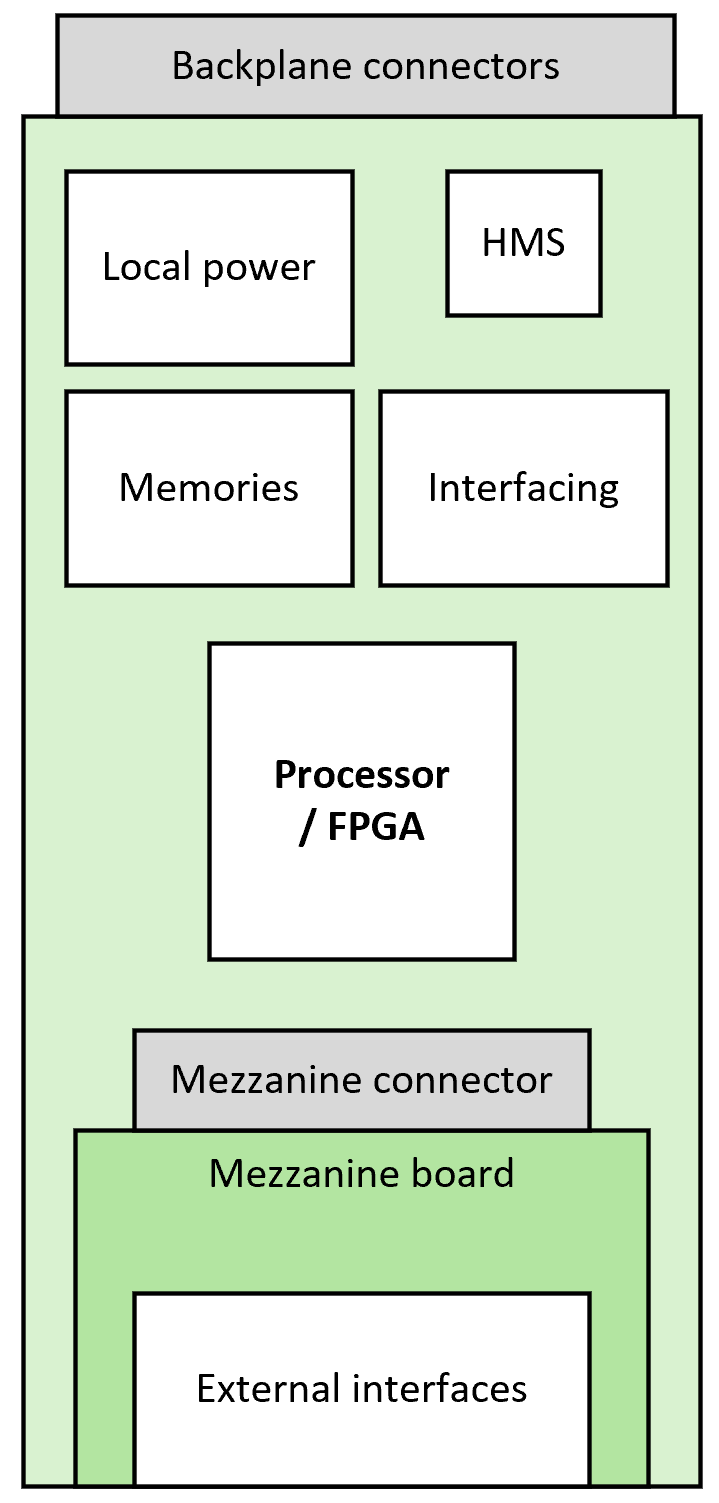 Backplane connectors
Local power
HMS
Memories
Interfacing
Processor
/ FPGA
Mezzanine connector
Mezzanine board
External interfaces